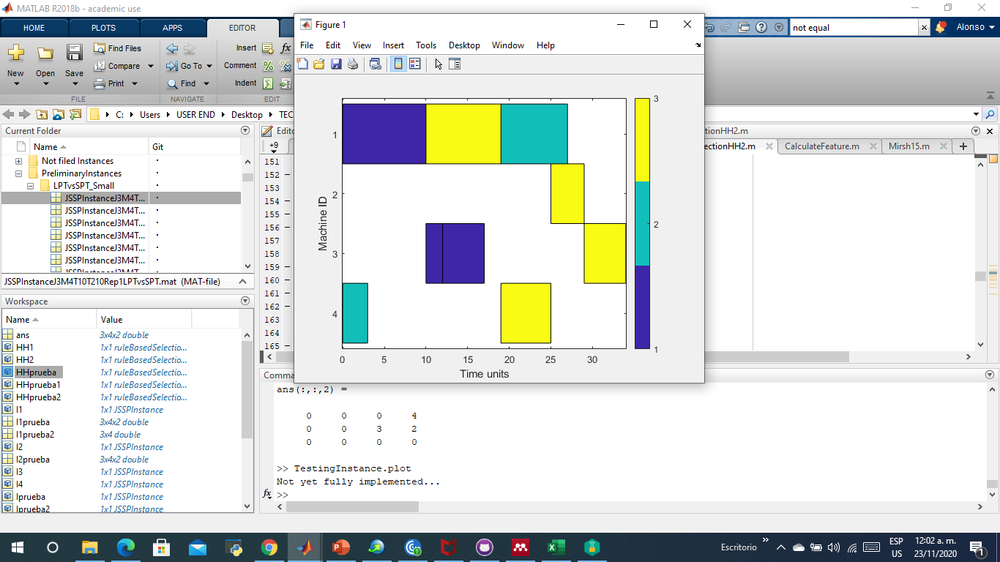 MATLAB R2018b - academic use
HOME PLOTS APPS EDITOR
not equal
Alonso
New Open Save
Find Files
Compare
Print
FILE
Go To
Find
NAVIGATE
Insert fx
Comment
Indent
EDIT
C: Users USER END Desktop TEC
Current Folder
Name Git
Not filed Instances
PreliminaryInstances
LPTvsSPT_Small
JSSPInstanceJ3M4T...
JSSPInstanceJ3M4T...
JSSPInstanceJ3M4T...
JSSPInstanceJ3M4T...
JSSPInstanceJ3M4T...
JSSPInstanceJ3M4T...
JSSPInstanceJ3M4T10T210Rep1LPTvsSPT.mat (MAT-file)
Workspace
Name Value
ans 3x4x2 double
HH1 1x1 ruleBasedSelectio...
HH2 1x1 ruleBasedSelectio...
HHprueba 1x1 ruleBasedSelectio...
HHprueba1 1x1 ruleBasedSelectio...
HHprueba2 1x1 ruleBasedSelectio...
I1 1x1 JSSPInstance
I1prueba 3x4x2 double
I1prueba2 3x4 double
I2 1x1 JSSPInstance
I2prueba 3x4x2 double
I3 1x1 JSSPInstance
I4 1x1 JSSPInstance
Iprueba 1x1 JSSPInstance
Iprueba2 1x1 JSSPInstance
Edito
ctionHH2.m
+9
ectionHH2.m CalculateFeature.m Mirsh15.m
151 –
152 –
153 –
154 –
155 –
156 –
157 –
158 –
159 –
160 –
161 –
162 –
163
164 –
165 –
Figure 1
File Edit View Insert Tools Desktop Window Help
Machine ID
1
2
3
4
0 5 10 15 20 25 30
Time units
3
2
1
Comma
ans(:,:,2) =
0 0 0 4
0 0 3 2
0 0 0 0
>> TestingInstance.plot
Not yet fully implemented...
fx >>
Escritorio
ESP
US
12:02 a. m.
23/11/2020
1